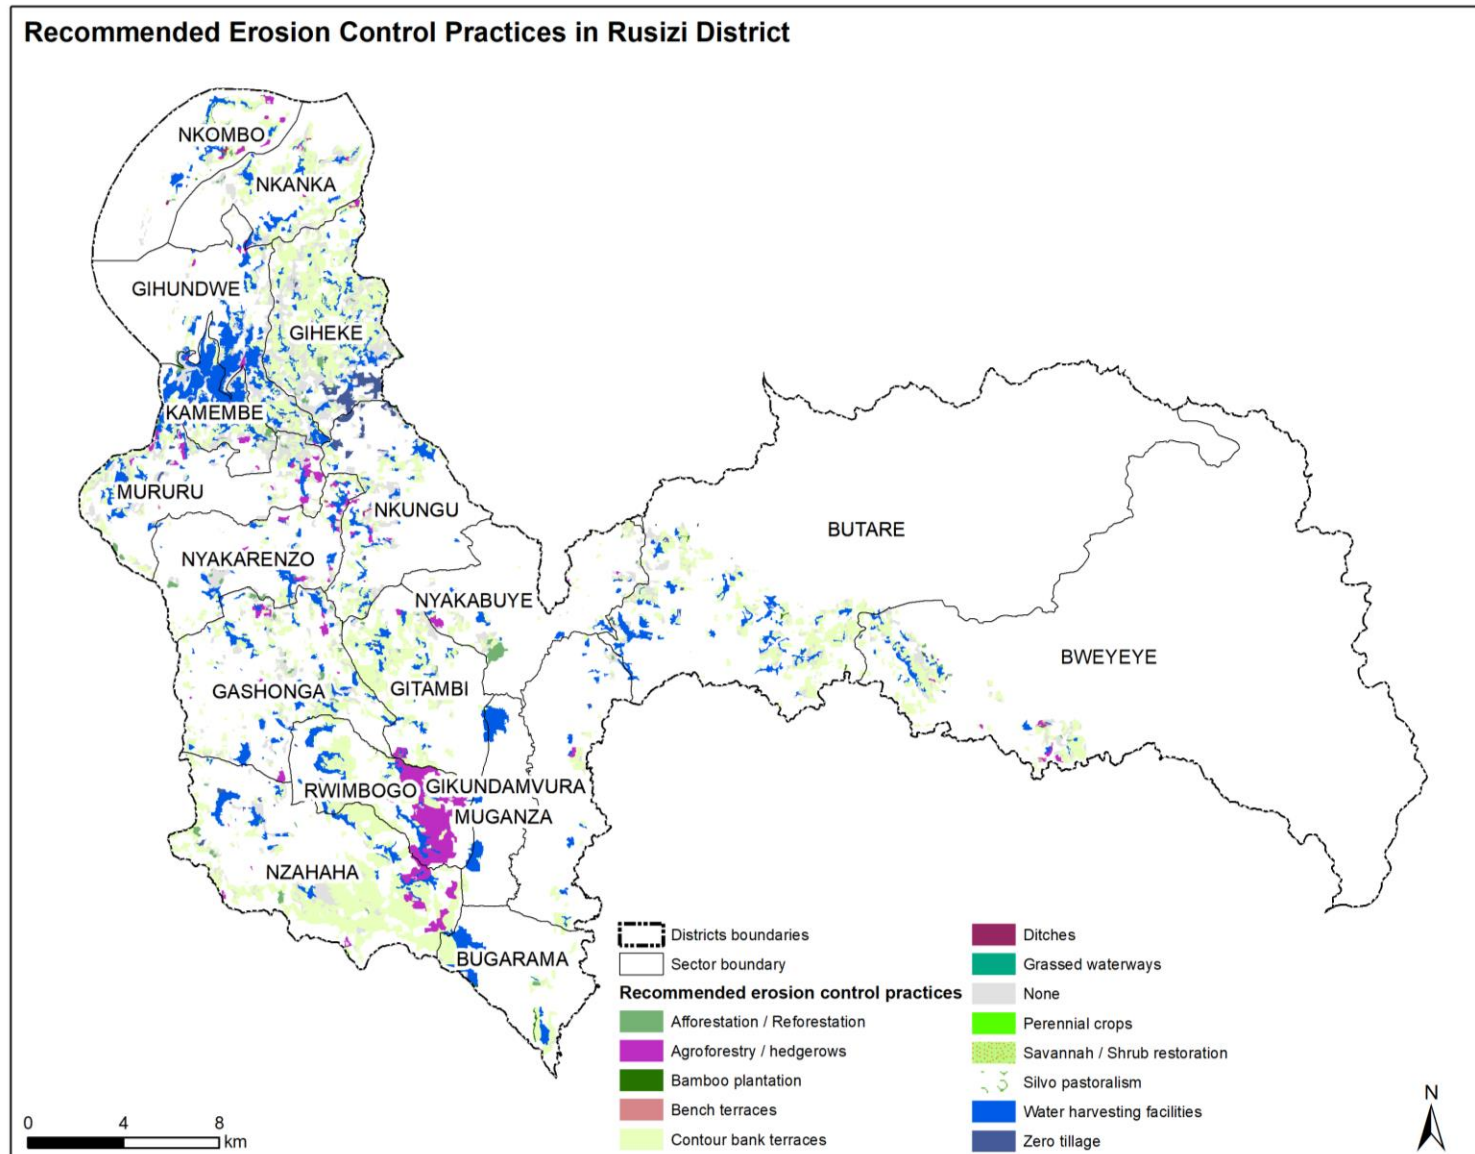 Recommended Erosion Control Practices in Rusizi District
NKOMBO
NKANKA
GIHUNDWE
GIHEKE
KAMEMBE
MURURU
NKUNGU
BUTARE
NYAKARENZO
NYAKABUYE
BWEYEYE
GASHONGA
GITAMBI
RWIMBOGO
GIKUNDAMVURA
MUGANZA
NZAHAHA
BUGARAMA
Districts boundaries
Sector boundary
Recommended erosion control practices
Afforestation / Reforestation
Agroforestry / hedgerows
Bamboo plantation
Bench terraces
Contour bank terraces
Ditches
Grassed waterways
None
Perennial crops
Savannah / Shrub restoration
Silvo pastoralism
Water harvesting facilities
Zero tillage
0 4 8
km
N